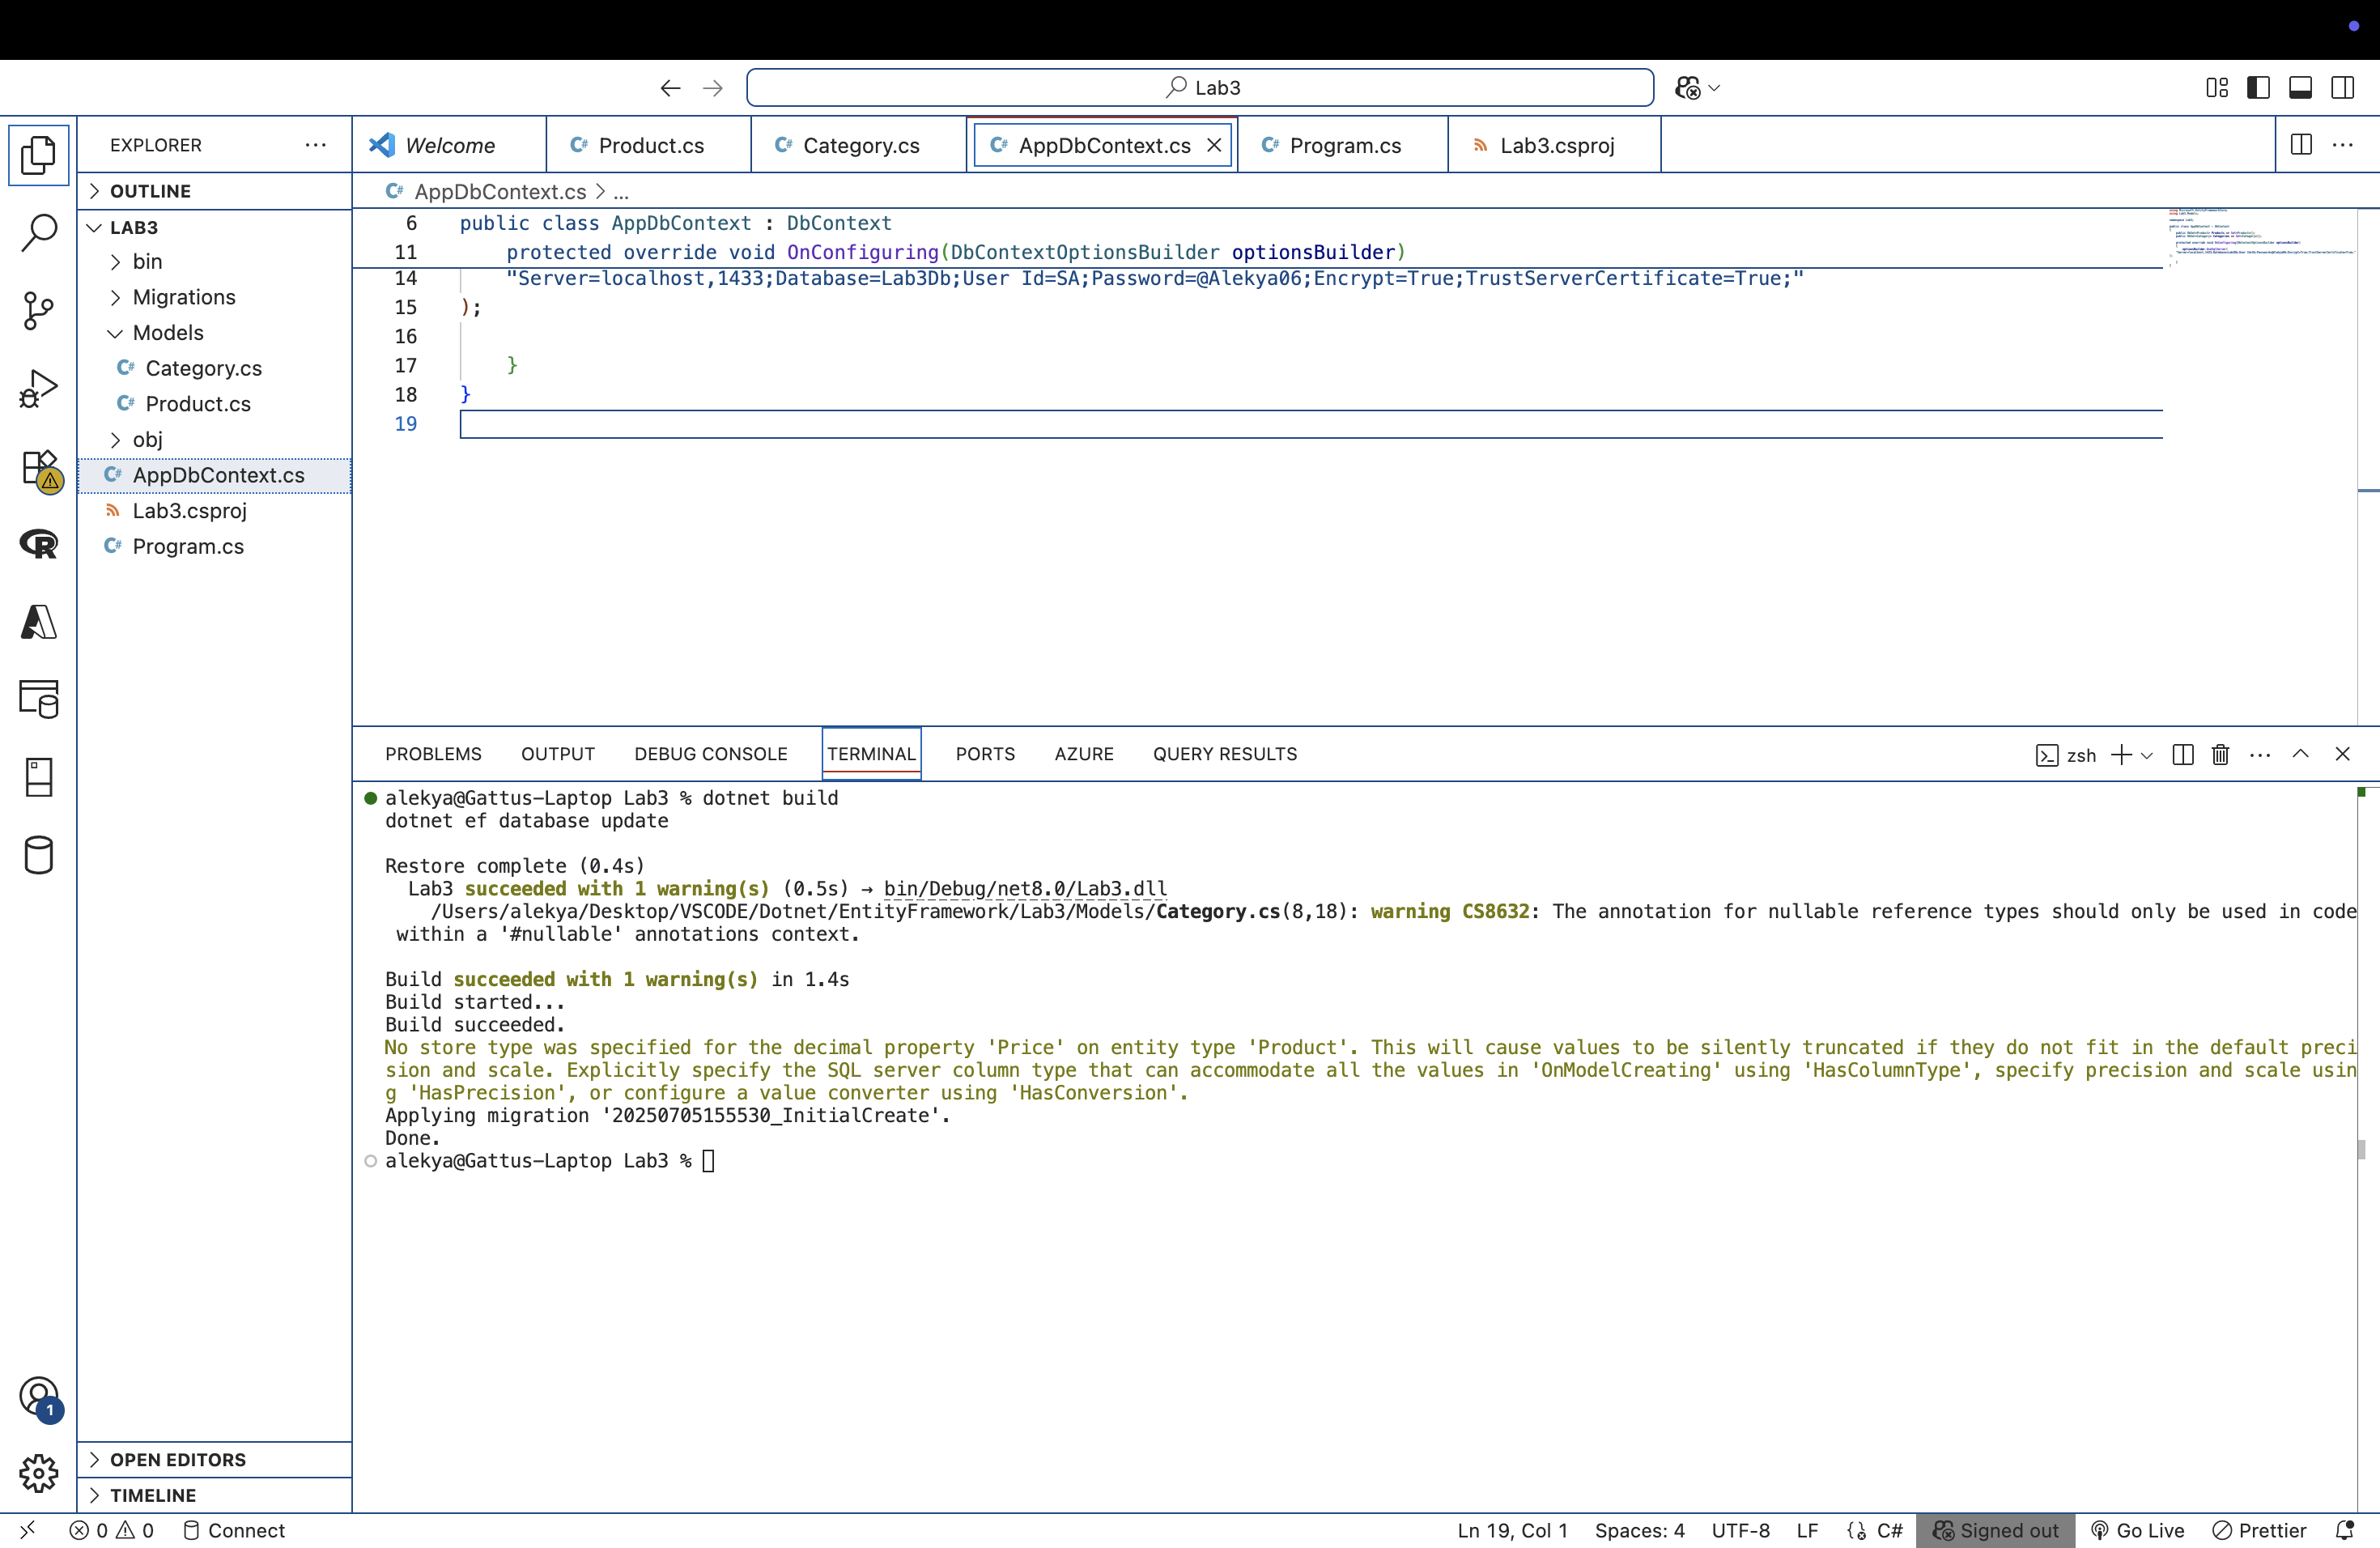 Lab3
EXPLORER
Welcome
Product.cs
Category.cs
AppDbContext.cs
Program.cs
Lab3.csproj
OUTLINE
LAB3
bin
Migrations
Models
Category.cs
Product.cs
obj
AppDbContext.cs
Lab3.csproj
Program.cs
AppDbContext.cs > ...
6 public class AppDbContext : DbContext
11 protected override void OnConfiguring(DbContextOptionsBuilder optionsBuilder)
14 "Server=localhost,1433;Database=Lab3Db;User Id=SA;Password=@Alekya06;Encrypt=True;TrustServerCertificate=True;"
15 );
16
17 }
18 }
19
PROBLEMS OUTPUT DEBUG CONSOLE TERMINAL PORTS AZURE QUERY RESULTS
zsh
alekya@Gattus-Laptop Lab3 % dotnet build
dotnet ef database update
Restore complete (0.4s)
Lab3 succeeded with 1 warning(s) (0.5s) → bin/Debug/net8.0/Lab3.dll
/Users/alekya/Desktop/VSCODE/Dotnet/EntityFramework/Lab3/Models/Category.cs(8,18): warning CS8632: The annotation for nullable reference types should only be used in code
within a '#nullable' annotations context.
Build succeeded with 1 warning(s) in 1.4s
Build started...
Build succeeded.
No store type was specified for the decimal property 'Price' on entity type 'Product'. This will cause values to be silently truncated if they do not fit in the default preci
sion and scale. Explicitly specify the SQL server column type that can accommodate all the values in 'OnModelCreating' using 'HasColumnType', specify precision and scale usin
g 'HasPrecision', or configure a value converter using 'HasConversion'.
Applying migration '20250705155530_InitialCreate'.
Done.
alekya@Gattus-Laptop Lab3 %
1
OPEN EDITORS
TIMELINE
0 0 Connect
Ln 19, Col 1 Spaces: 4 UTF-8 LF C# Signed out Go Live Prettier